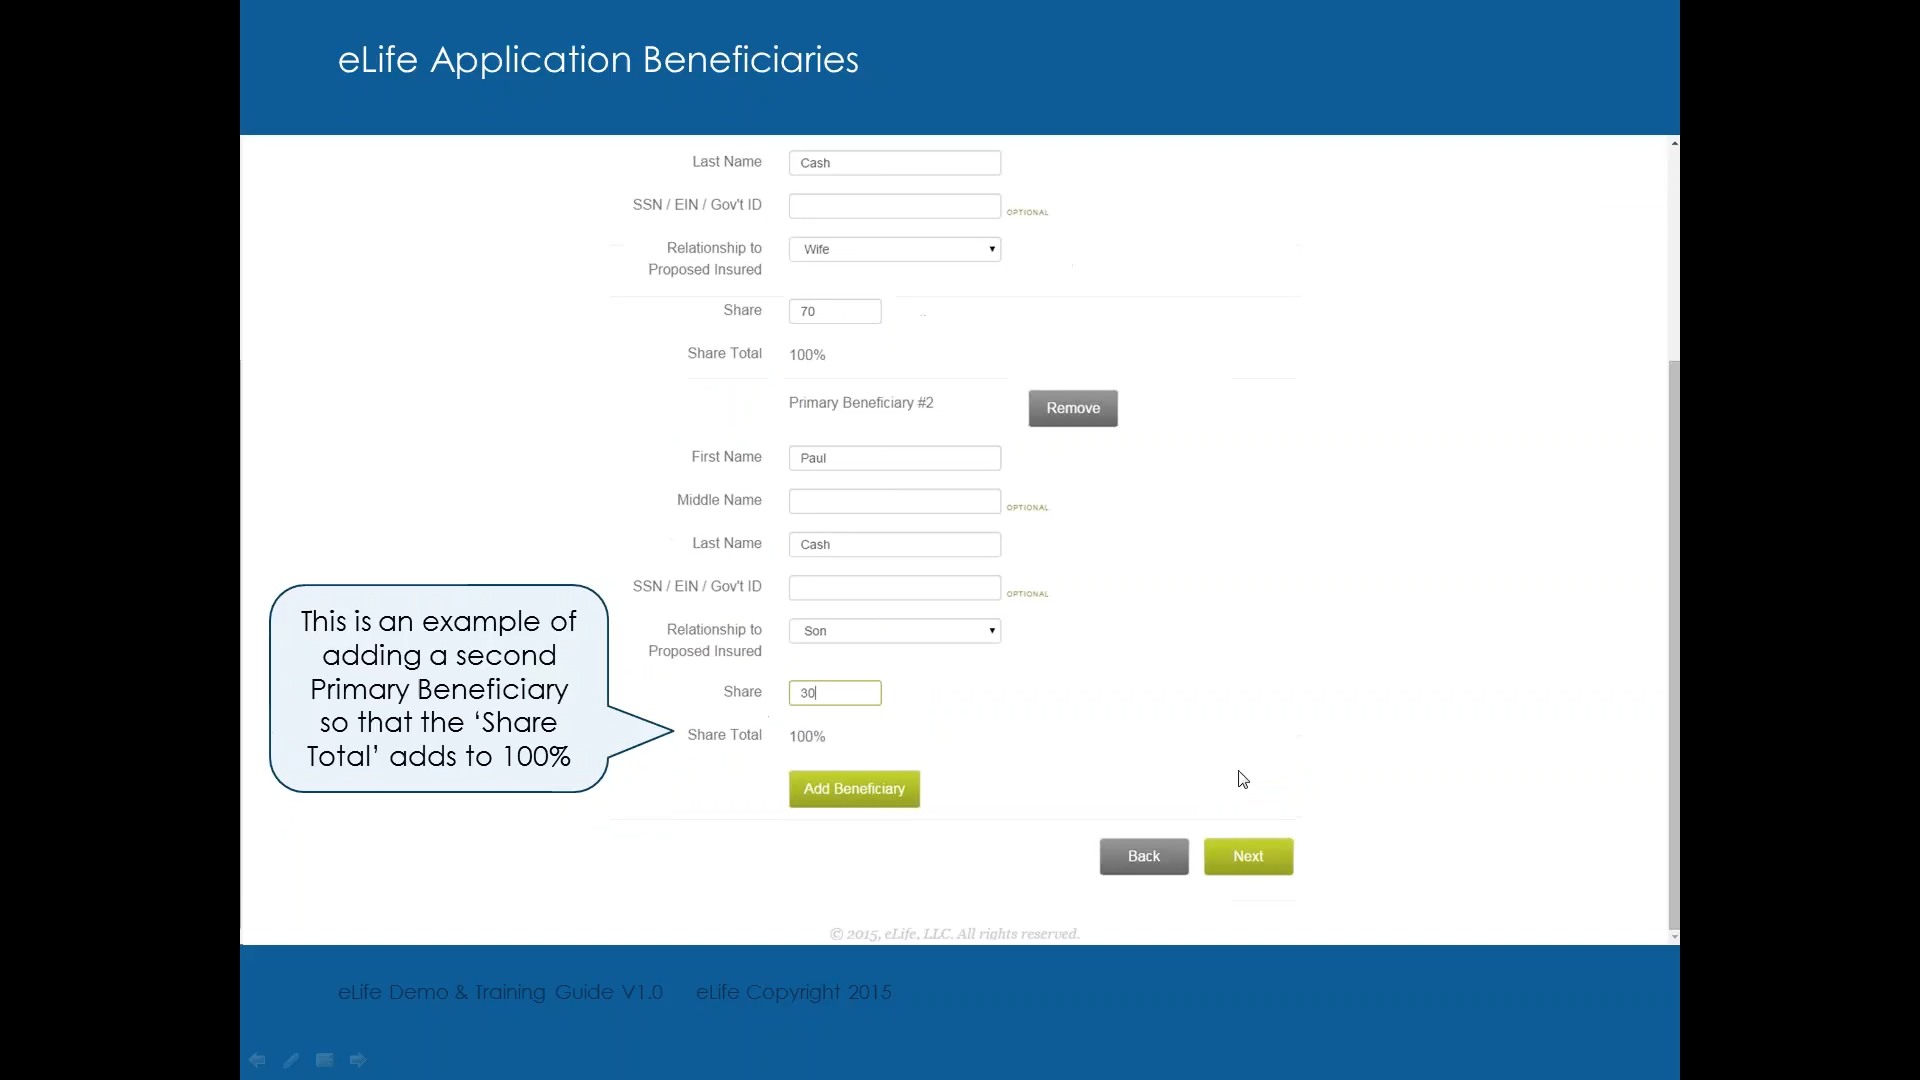 eLife Application Beneficiaries
Last Name Cash
SSN / EIN / Gov't ID OPTIONAL
Relationship to Wife
Proposed Insured
Share 70
Share Total 100%
Primary Beneficiary #2 Remove
First Name Paul
Middle Name OPTIONAL
Last Name Cash
SSN / EIN / Gov't ID OPTIONAL
Relationship to Son
Proposed Insured
Share 30
Share Total 100%
This is an example of
adding a second
Primary Beneficiary
so that the ‘Share
Total’ adds to 100%
Add Beneficiary
Back Next
© 2015, eLife, LLC. All rights reserved.
eLife Demo & Training Guide V1.0 eLife Copyright 2015